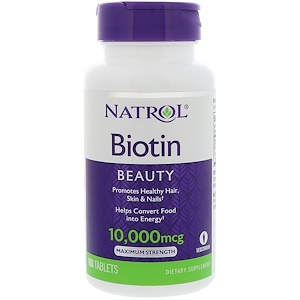 NATROL®
Biotin
BEAUTY
Promotes Healthy Hair,
Skin & Nails†
Helps Convert Food
into Energy†
10,000mcg
MAXIMUM STRENGTH
TABLETS
DIETARY SUPPLEMENT